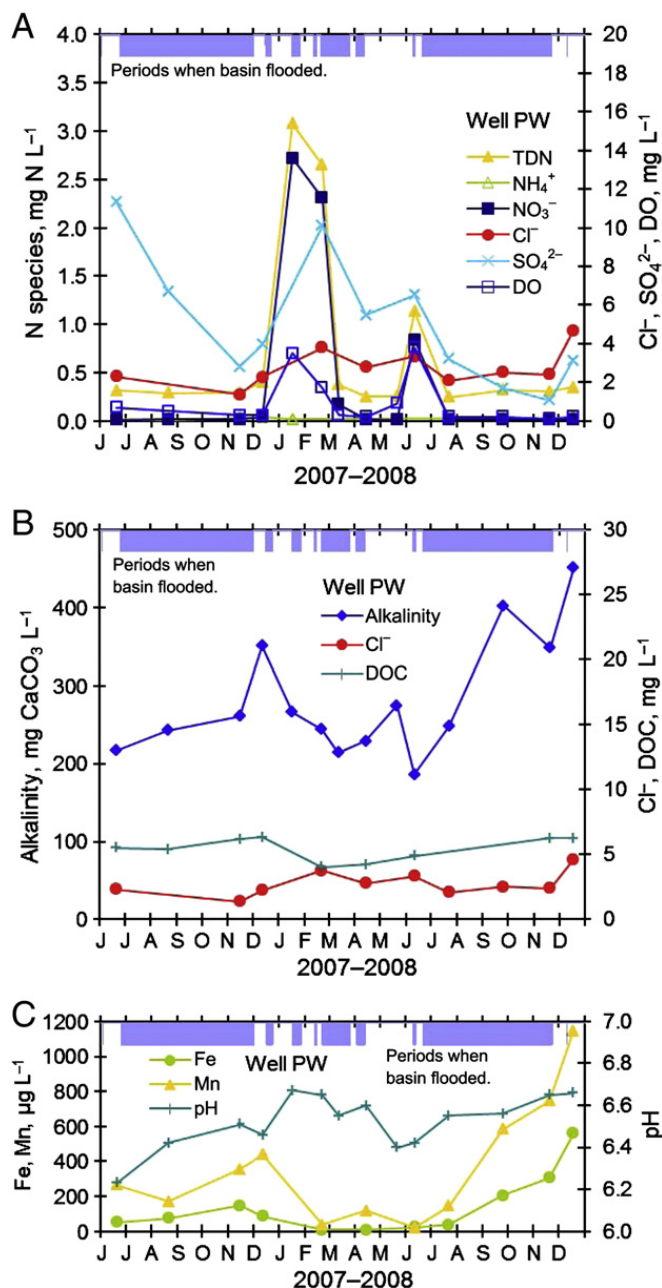 A
4.0
3.5
3.0
2.5
2.0
1.5
1.0
0.5
0.0
N species, mg N L⁻¹
Periods when basin flooded.
Well PW
TDN
NH₄⁺
NO₃⁻
Cl⁻
SO₄²⁻
DO
20
18
16
14
12
10
8
6
4
2
0
Cl⁻, SO₄²⁻, DO, mg L⁻¹
J J A S O N D J F M A M J J A S O N D
2007–2008
B
500
400
300
200
100
0
Alkalinity, mg CaCO₃ L⁻¹
Periods when
basin flooded.
Well PW
Alkalinity
Cl⁻
DOC
30
25
20
15
10
5
0
Cl⁻, DOC, mg L⁻¹
J J A S O N D J F M A M J J A S O N D
2007–2008
C
1200
1000
800
600
400
200
0
Fe, Mn, µg L⁻¹
Fe
Mn
pH
Well PW
Periods when
basin flooded.
7.0
6.8
6.6
6.4
6.2
6.0
pH
J J A S O N D J F M A M J J A S O N D
2007–2008